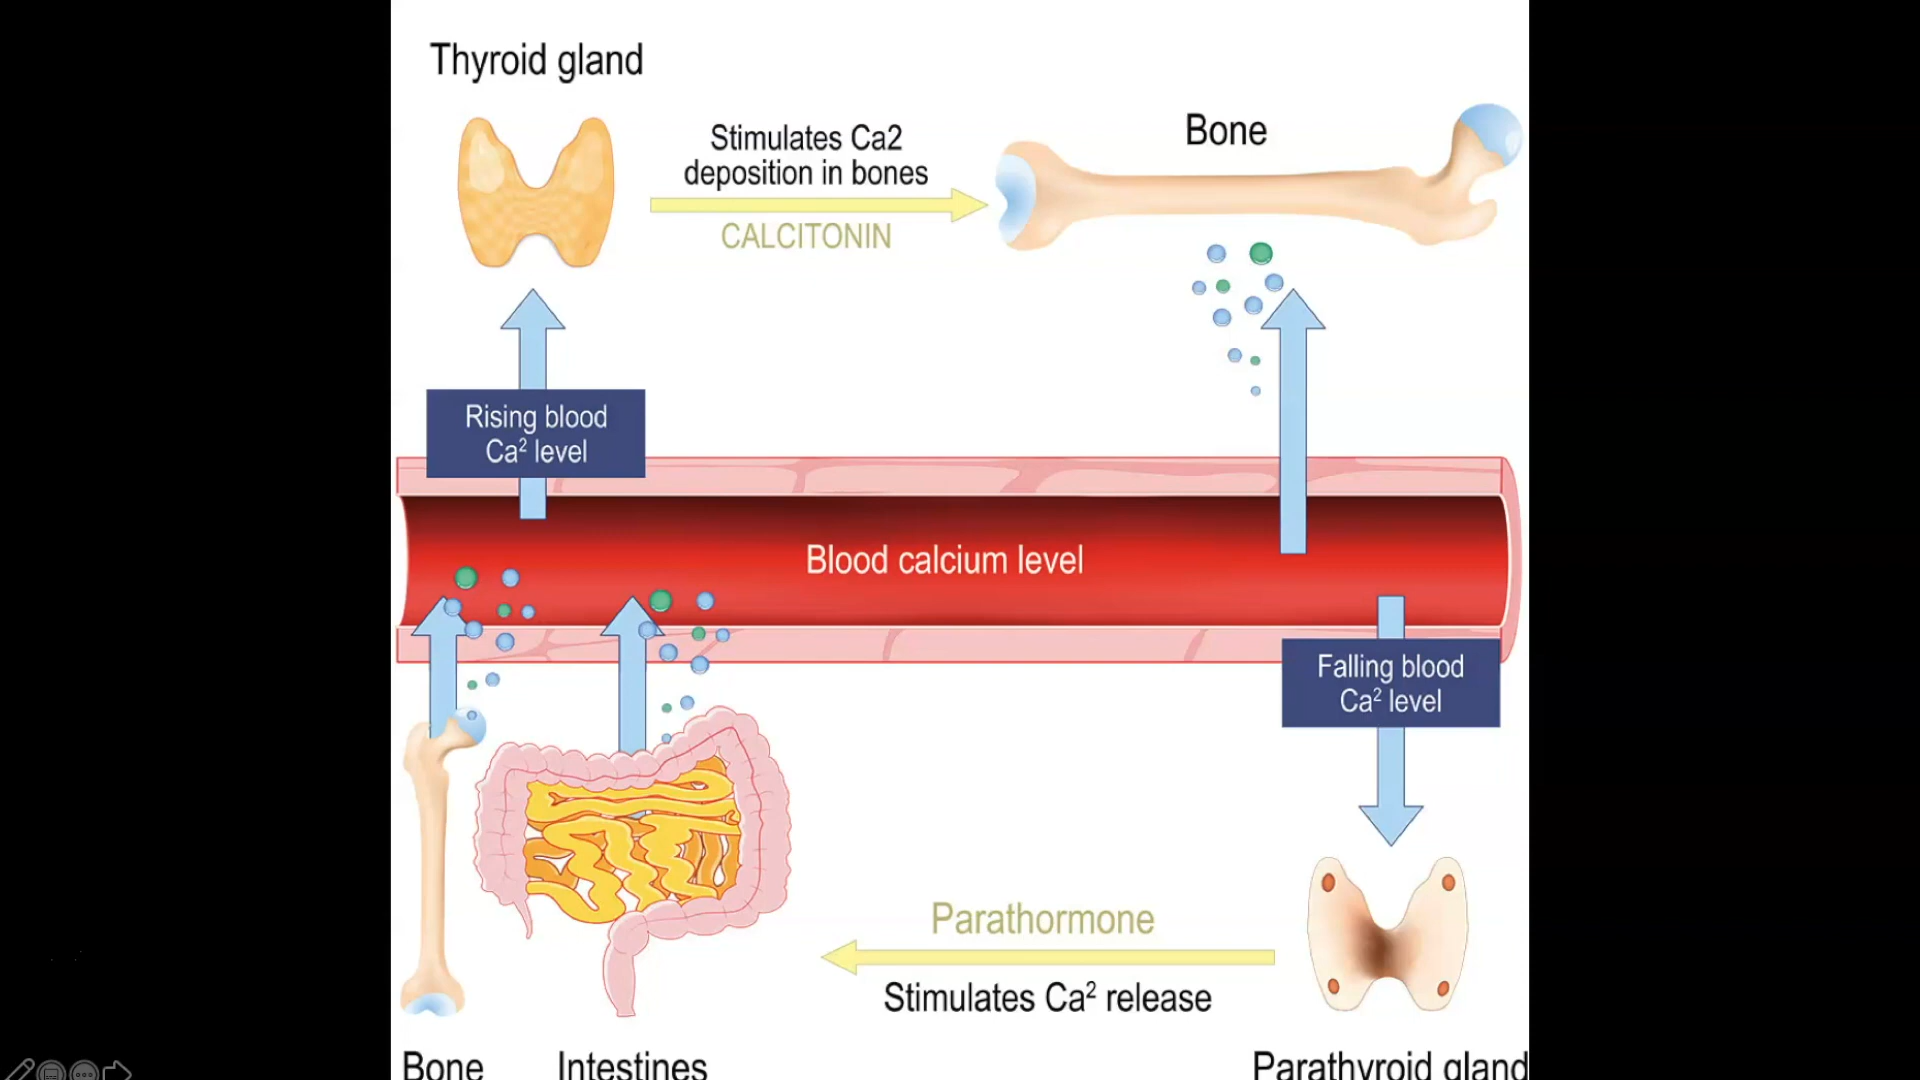 Thyroid gland
Stimulates Ca2
deposition in bones
CALCITONIN
Bone
Rising blood
Ca² level
Blood calcium level
Falling blood
Ca² level
Parathormone
Stimulates Ca² release
Bone
Intestines
Parathyroid gland